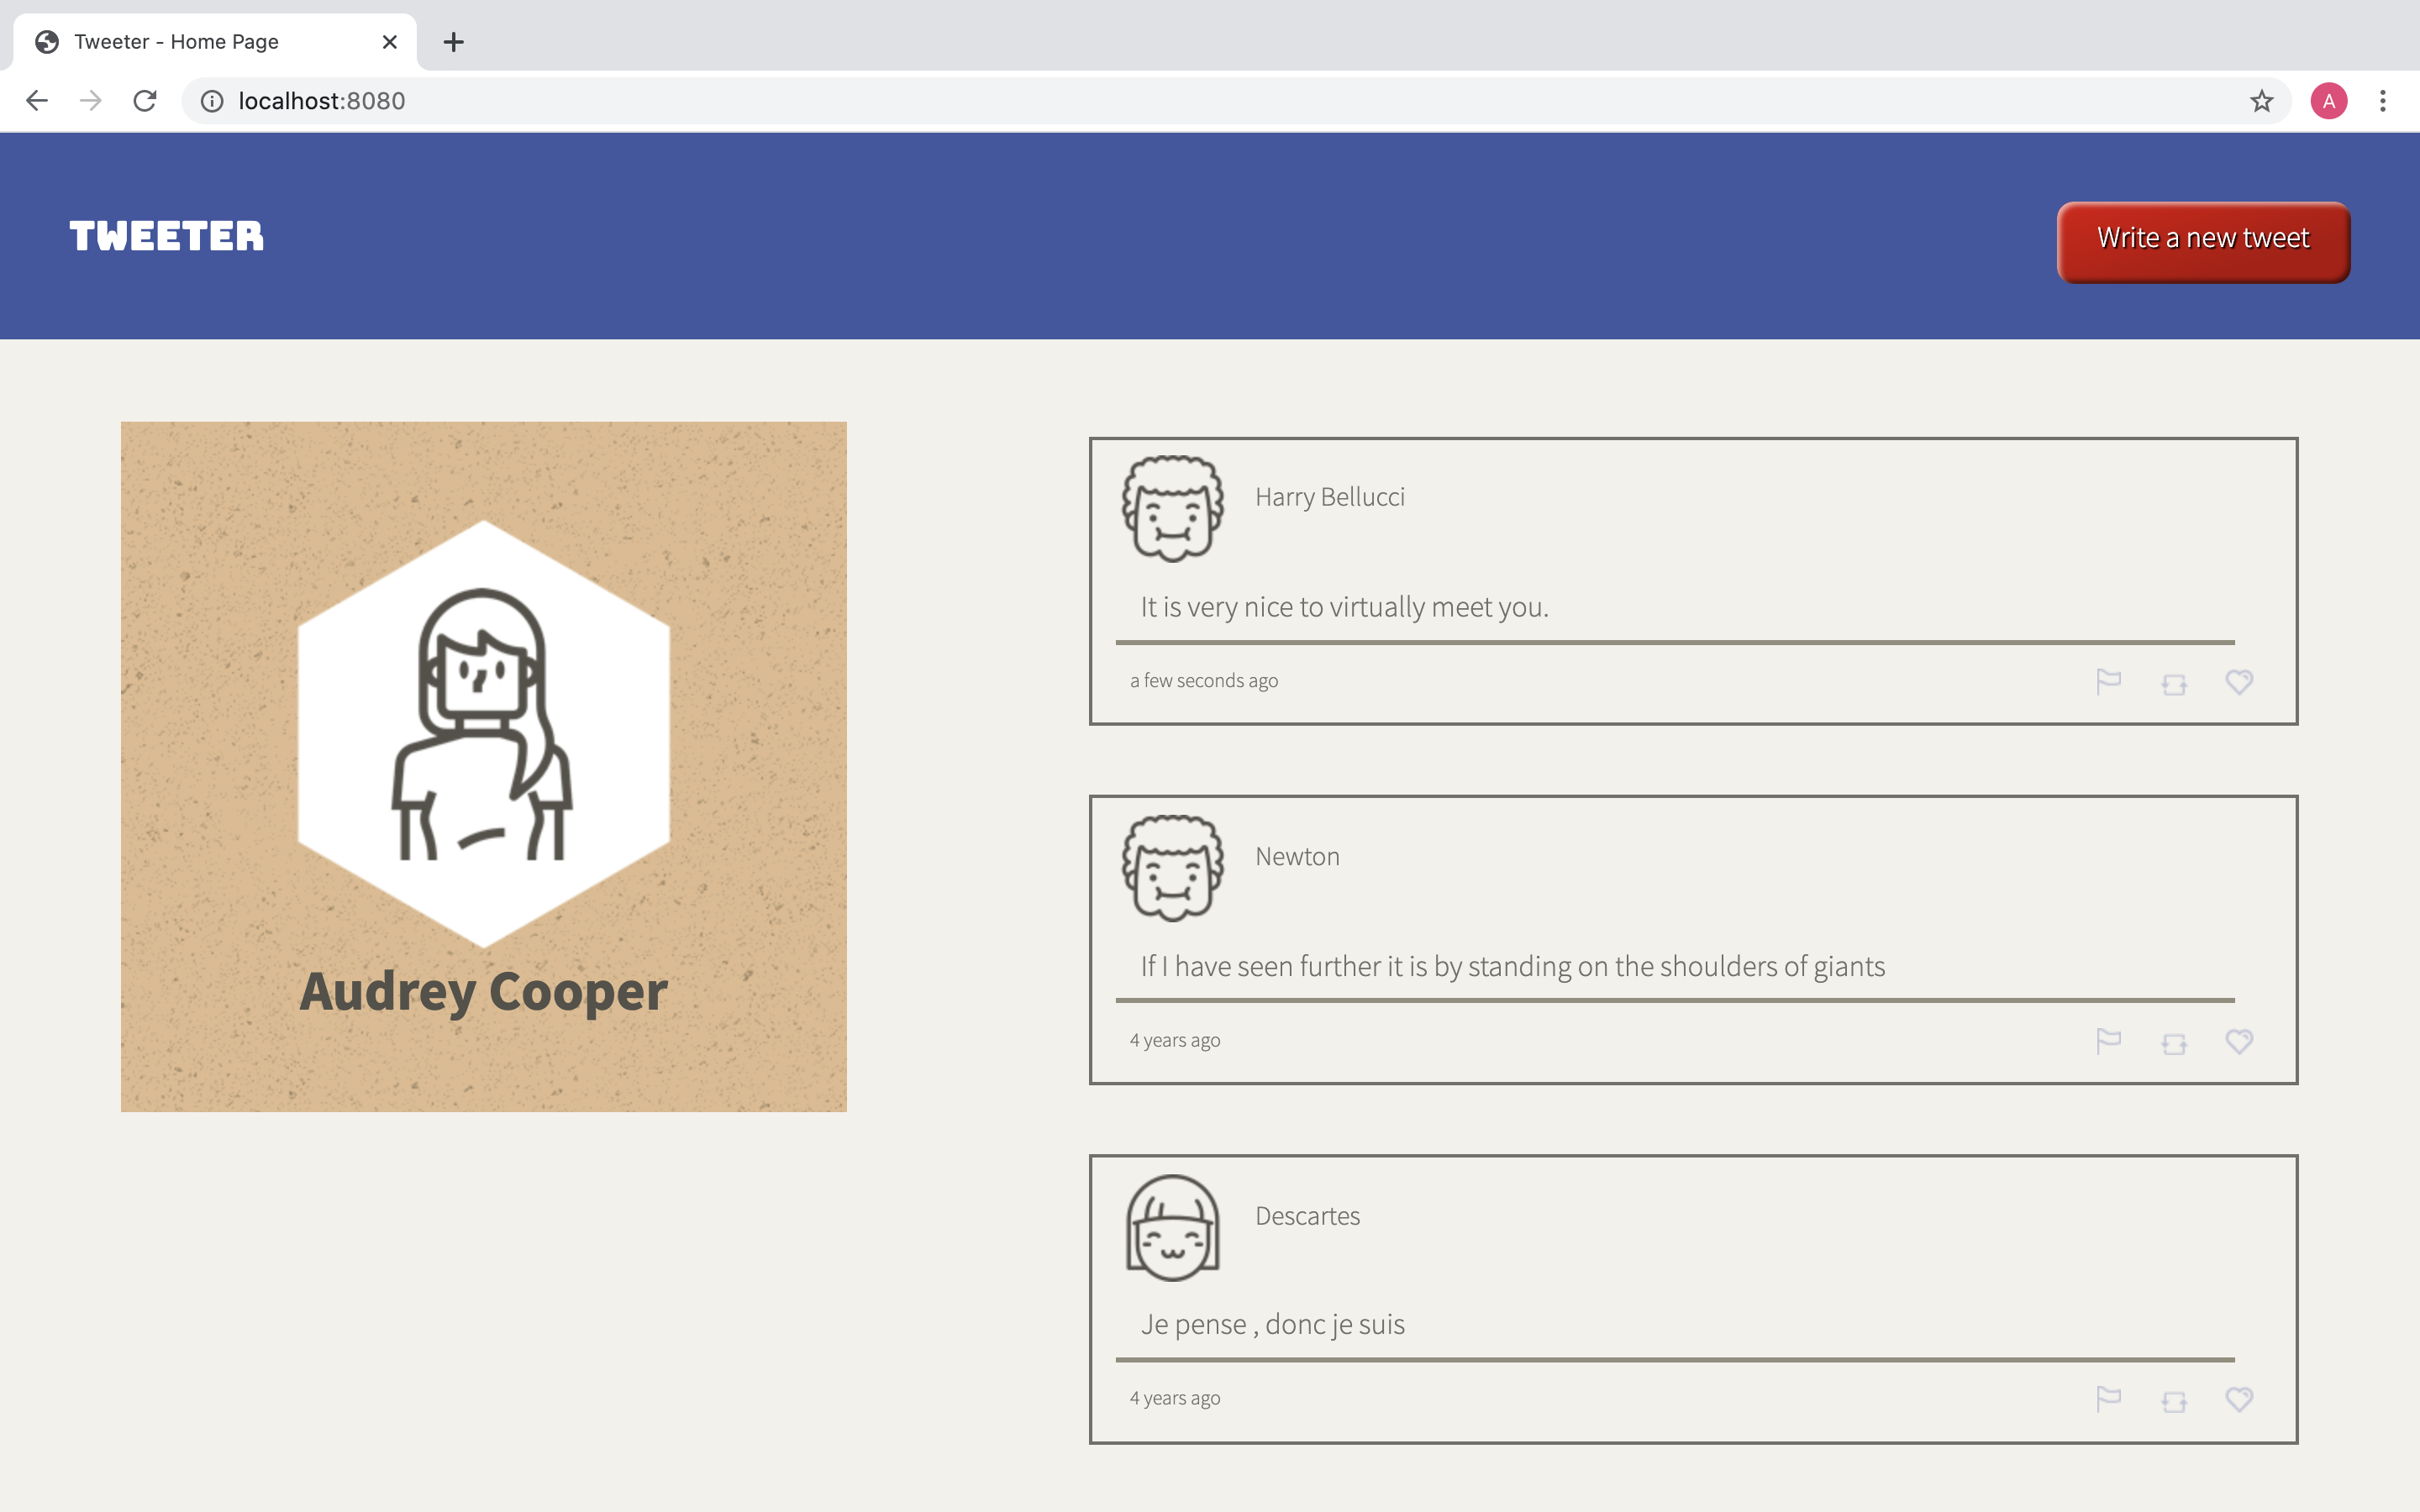 Tweeter - Home Page
localhost:8080
A
TWEETER
Write a new tweet
Audrey Cooper
Harry Bellucci
It is very nice to virtually meet you.
a few seconds ago
Newton
If I have seen further it is by standing on the shoulders of giants
4 years ago
Descartes
Je pense , donc je suis
4 years ago